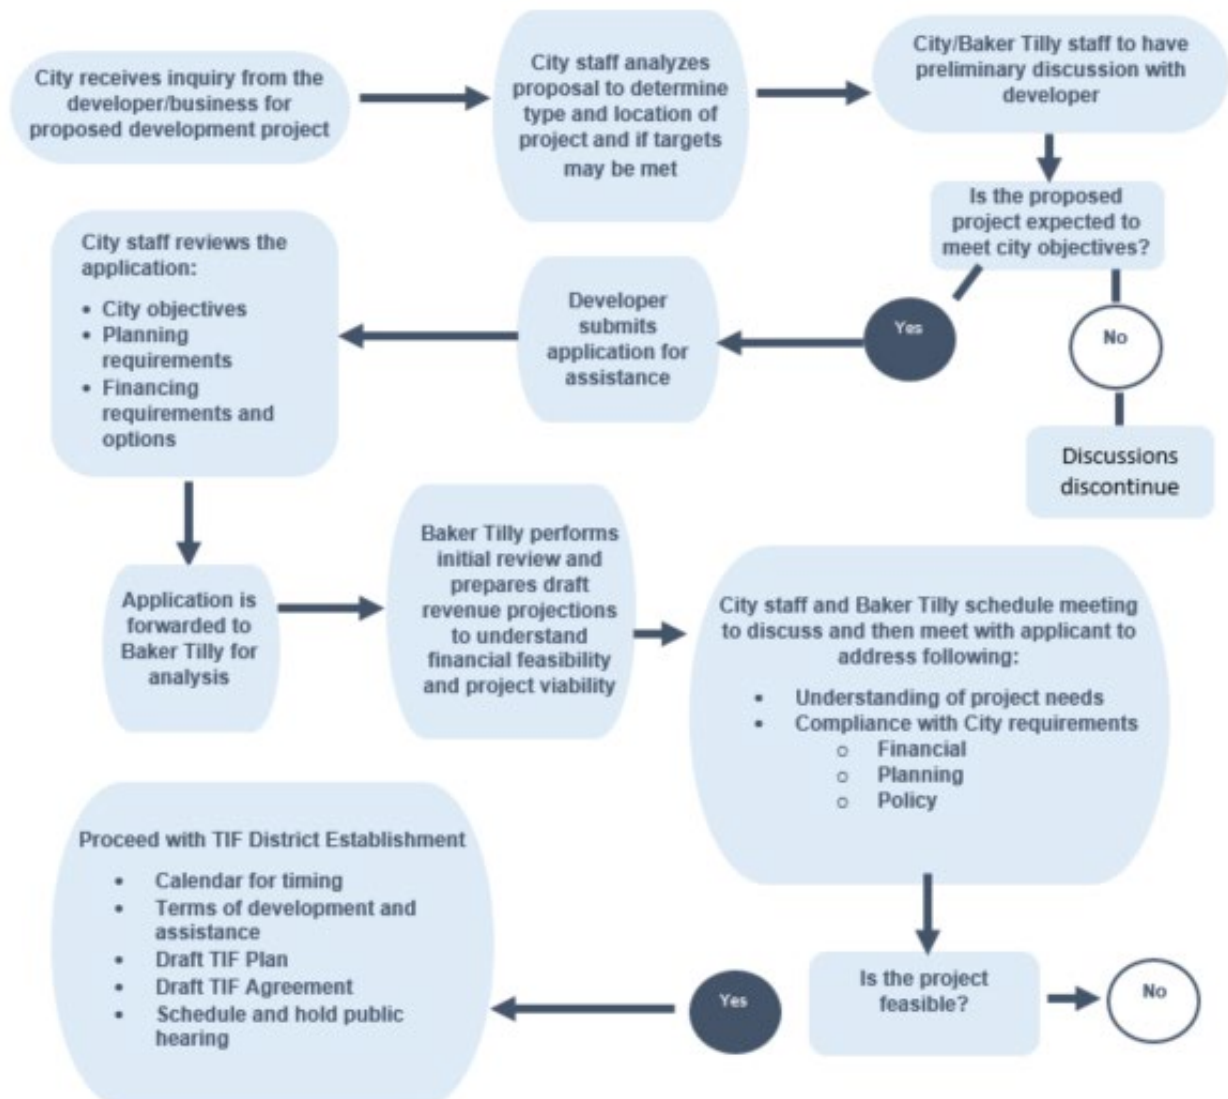 City receives inquiry from the
developer/business for
proposed development project
City staff analyzes
proposal to determine
type and location of
project and if targets
may be met
City/Baker Tilly staff to have
preliminary discussion with
developer
Is the proposed
project expected to
meet city objectives?
Yes
No
Discussions
discontinue
Developer
submits
application for
assistance
City staff reviews the
application:
• City objectives
• Planning
requirements
• Financing
requirements and
options
Application is
forwarded to
Baker Tilly for
analysis
Baker Tilly performs
initial review and
prepares draft
revenue projections
to understand
financial feasibility
and project viability
City staff and Baker Tilly schedule meeting
to discuss and then meet with applicant to
address following:
• Understanding of project needs
• Compliance with City requirements
o Financial
o Planning
o Policy
Is the project
feasible?
No
Yes
Proceed with TIF District Establishment
• Calendar for timing
• Terms of development and
assistance
• Draft TIF Plan
• Draft TIF Agreement
• Schedule and hold public
hearing